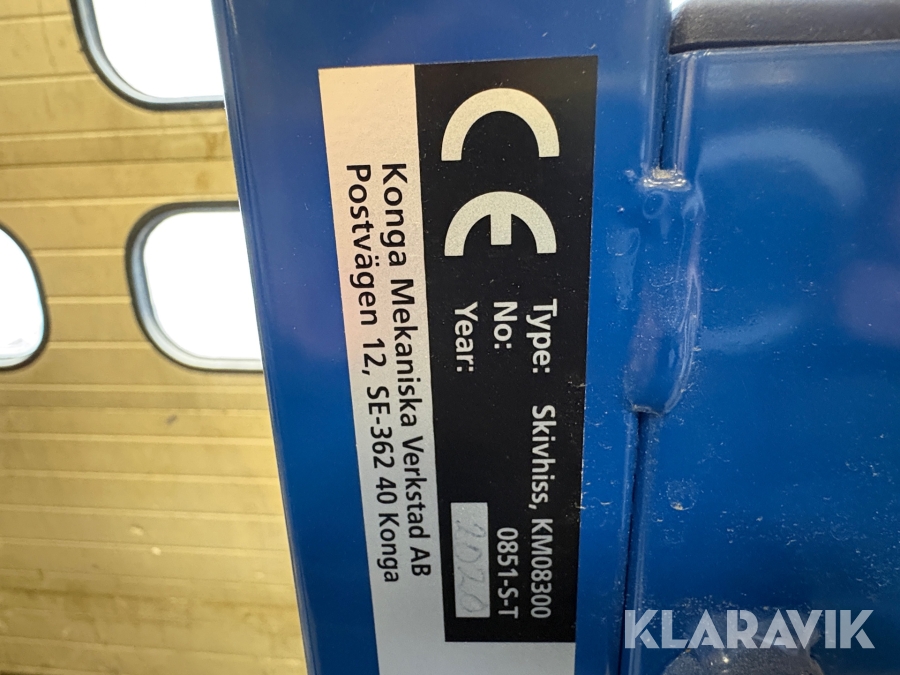 CE
Type: Skivhiss, KM08300
No: 0851-S-T
Year: 2020
Konga Mekaniska Verkstad AB
Postvägen 12, SE-362 40 Konga
KLARAVIK